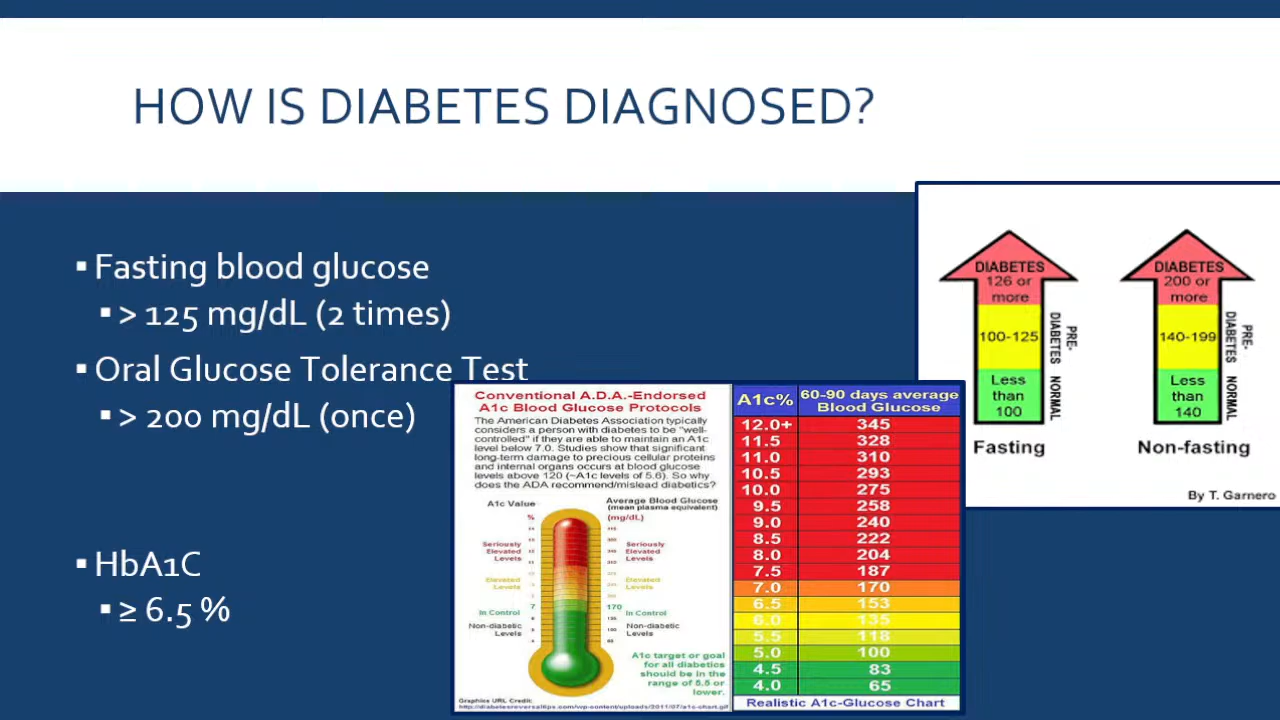 HOW IS DIABETES DIAGNOSED?
▪ Fasting blood glucose
▪ > 125 mg/dL (2 times)
▪ Oral Glucose Tolerance Test
▪ > 200 mg/dL (once)
▪ HbA1C
▪ ≥ 6.5 %
DIABETES
126 or
more
100-125
Less
than
100
PRE-
DIABETES
NORMAL
Fasting
DIABETES
200 or
more
140-199
Less
than
140
PRE-
DIABETES
NORMAL
Non-fasting
By T. Garnero
Conventional A.D.A.-Endorsed
A1c Blood Glucose Protocols
The American Diabetes Association typically
considers a person with diabetes to be "well-
controlled" if they are able to maintain an A1c
level below 7.0. Studies show that significant
long-term damage to precious cellular proteins
and internal organs occurs at blood glucose
levels above 120 (~A1c levels of 5.6). So why
does the ADA recommend/mislead diabetics?
A1c Value
%
Average Blood Glucose
(mean plasma equivalent)
(mg/dL)
Seriously
Elevated
Levels
Seriously
Elevated
Levels
Elevated
Levels
Elevated
Levels
In Control
7
170
In Control
Non-diabetic
Levels
Non-diabetic
Levels
A1c target or goal
for all diabetics
should be in the
range of 5.5 or
lower.
Graphics URL Credit:
http://diabetesreversaltips.com/wp-content/uploads/2011/07/a1c-chart.gif
A1c% 60-90 days average
Blood Glucose
12.0+ 345
11.5 328
11.0 310
10.5 293
10.0 275
9.5 258
9.0 240
8.5 222
8.0 204
7.5 187
7.0 170
6.5 153
6.0 135
5.5 118
5.0 100
4.5 83
4.0 65
Realistic A1c-Glucose Chart